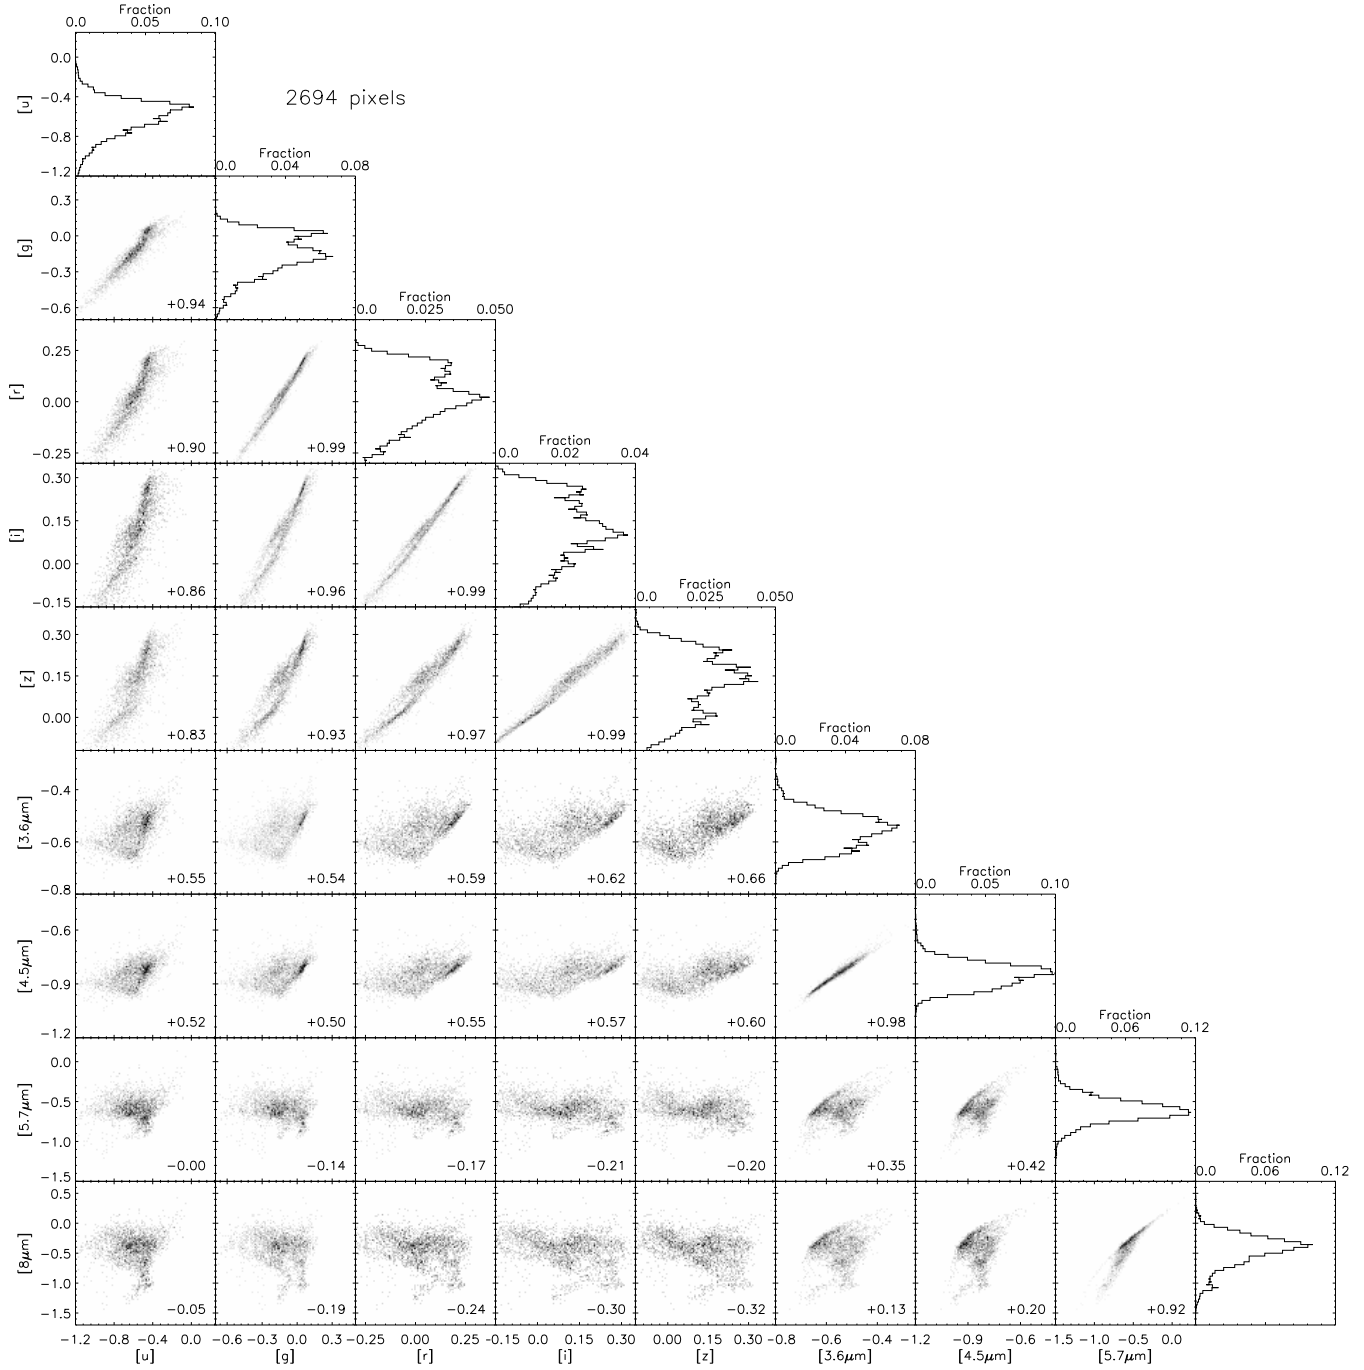 Fraction
0.0 0.05 0.10
0.0
−0.4
−0.8
−1.2
[u]
2694 pixels
Fraction
0.0 0.04 0.08
0.3
0.0
−0.3
−0.6
[g]
+0.94
Fraction
0.0 0.025 0.050
0.25
0.00
−0.25
[r]
+0.90 +0.99
Fraction
0.0 0.02 0.04
0.30
0.15
0.00
−0.15
[i]
+0.86 +0.96 +0.99
Fraction
0.0 0.025 0.050
0.30
0.15
0.00
[z]
+0.83 +0.93 +0.97 +0.99
Fraction
0.0 0.04 0.08
−0.4
−0.6
−0.8
[3.6μm]
+0.55 +0.54 +0.59 +0.62 +0.66
Fraction
0.0 0.05 0.10
−0.6
−0.9
−1.2
[4.5μm]
+0.52 +0.50 +0.55 +0.57 +0.60 +0.98
Fraction
0.0 0.06 0.12
0.0
−0.5
−1.0
−1.5
[5.7μm]
−0.00 −0.14 −0.17 −0.21 −0.20 +0.35 +0.42
Fraction
0.0 0.06 0.12
0.5
0.0
−0.5
−1.0
−1.5
[8μm]
−0.05 −0.19 −0.24 −0.30 −0.32 +0.13 +0.20 +0.92
−1.2 −0.8 −0.4 0.0 −0.6 −0.3 0.0 −0.25 0.00 0.25 −0.15 0.0 0.15 0.30 0.00 0.15 0.30 −0.8 −0.6 −0.4 −1.2 −0.9 −0.6 −1.5 −1.0 −0.5 0.0
[u] [g] [r] [i] [z] [3.6μm] [4.5μm] [5.7μm]